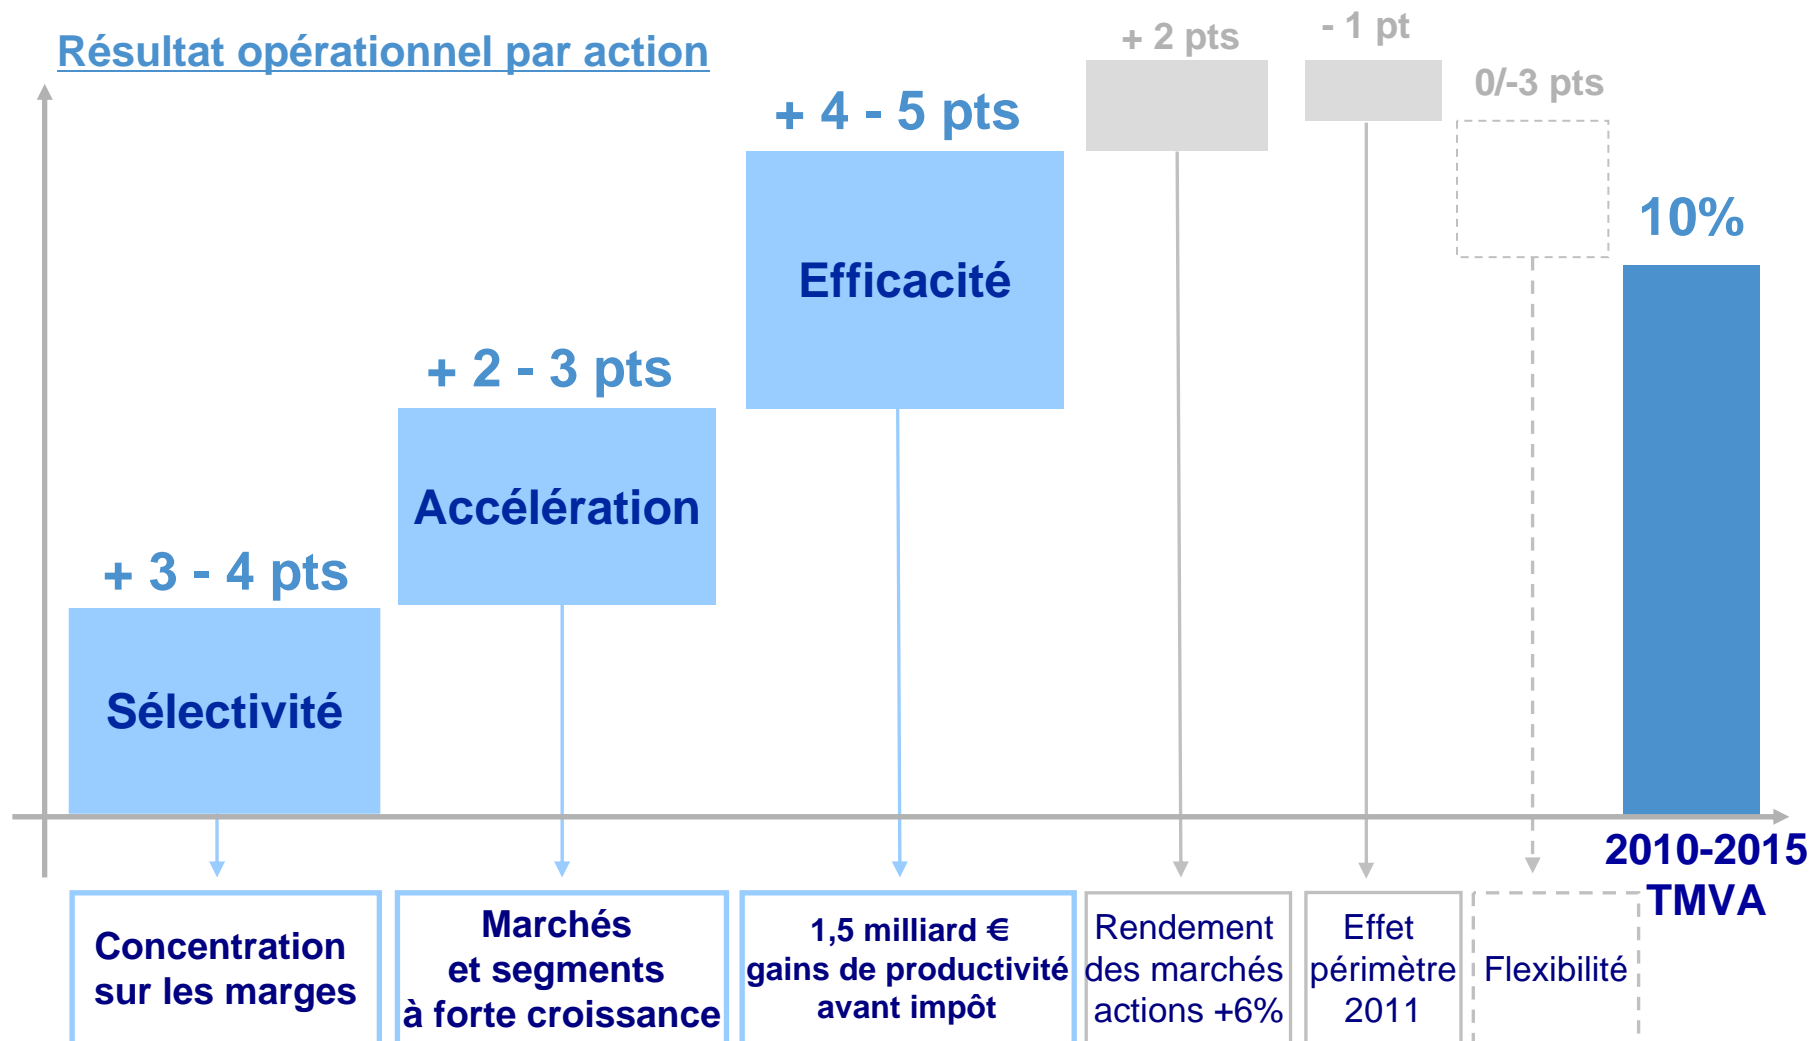 Résultat opérationnel par action
+ 3 - 4 pts
+ 2 - 3 pts
+ 4 - 5 pts
+ 2 pts
- 1 pt
0/-3 pts
10%
Sélectivité
Accélération
Efficacité
2010-2015
TMVA
Concentration
sur les marges
Marchés
et segments
à forte croissance
1,5 milliard €
gains de productivité
avant impôt
Rendement
des marchés
actions +6%
Effet
périmètre
2011
Flexibilité